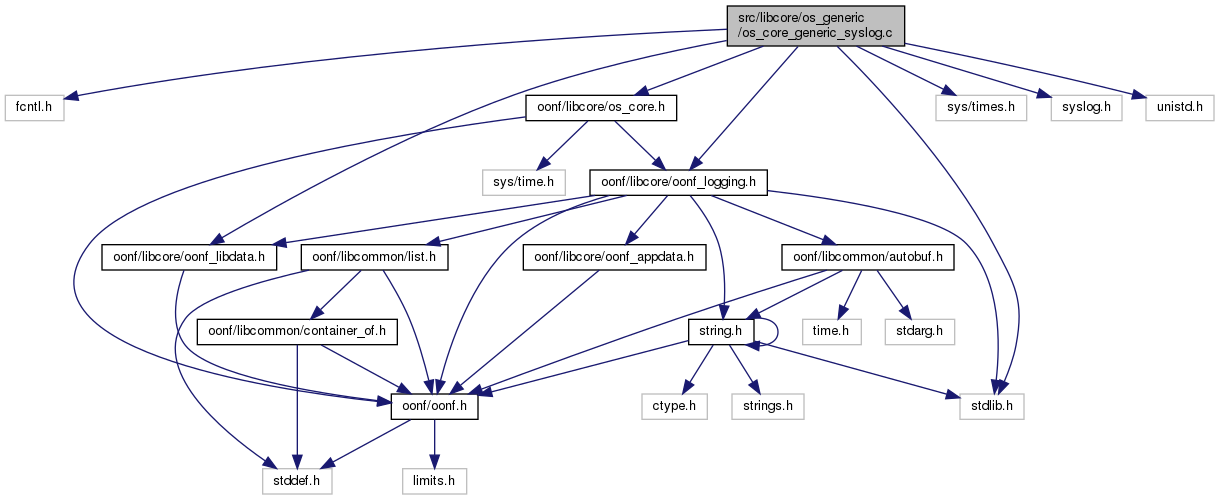 src/libcore/os_generic
/os_core_generic_syslog.c
fcntl.h
oonf/libcore/os_core.h
sys/times.h
syslog.h
unistd.h
sys/time.h
oonf/libcore/oonf_logging.h
oonf/libcore/oonf_libdata.h
oonf/libcommon/list.h
oonf/libcore/oonf_appdata.h
oonf/libcommon/autobuf.h
oonf/libcommon/container_of.h
string.h
time.h
stdarg.h
oonf/oonf.h
ctype.h
strings.h
stdlib.h
stddef.h
limits.h